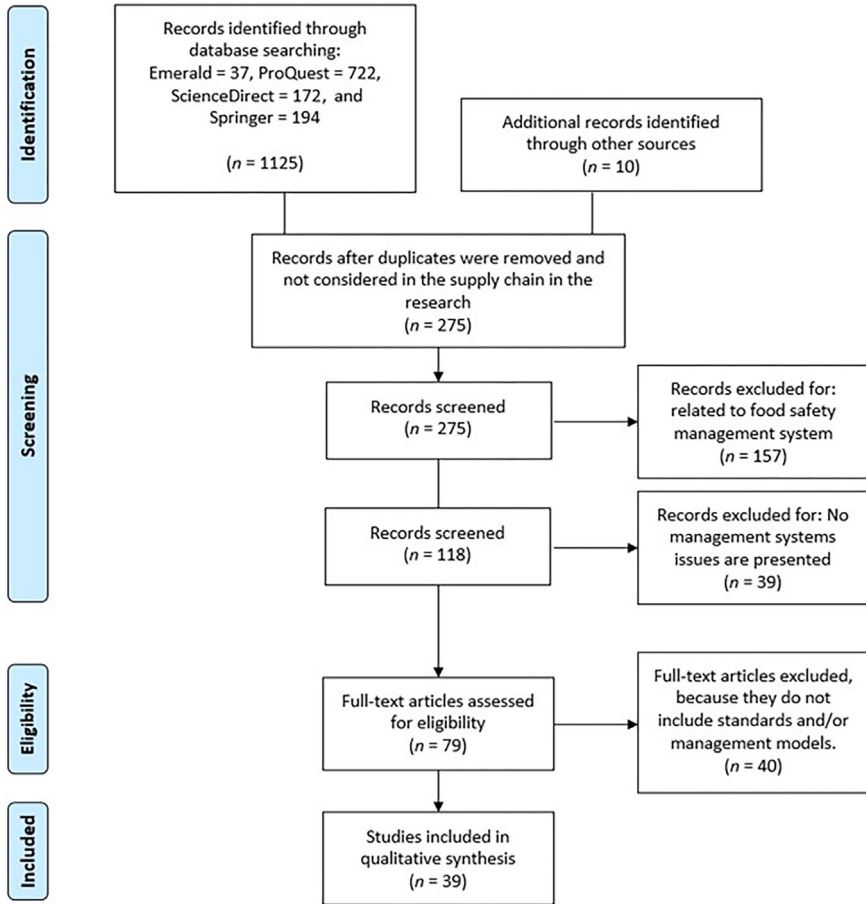 Identification
Records identified through
database searching:
Emerald = 37, ProQuest = 722,
ScienceDirect = 172, and
Springer = 194
(n = 1125)
Additional records identified
through other sources
(n = 10)
Screening
Records after duplicates were removed and
not considered in the supply chain in the
research
(n = 275)
Records screened
(n = 275)
Records excluded for:
related to food safety
management system
(n = 157)
Records screened
(n = 118)
Records excluded for: No
management systems
issues are presented
(n = 39)
Eligibility
Full-text articles assessed
for eligibility
(n = 79)
Full-text articles excluded,
because they do not
include standards and/or
management models.
(n = 40)
Included
Studies included in
qualitative synthesis
(n = 39)